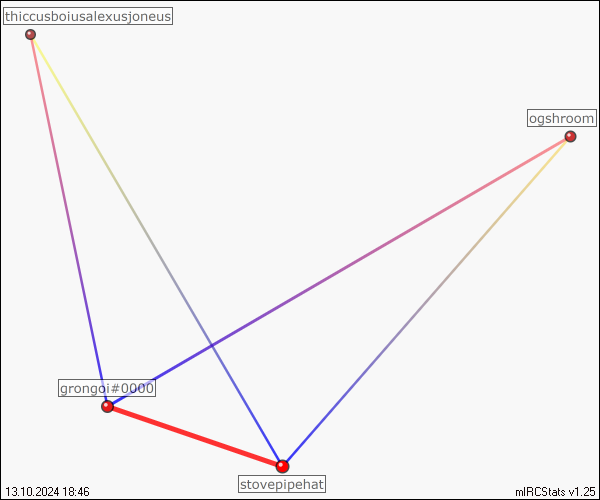 thiccusboiusalexusjoneus
ogshroom
grongoi#0000
stovepipehat
13.10.2024 18:46
mIRCStats v1.25